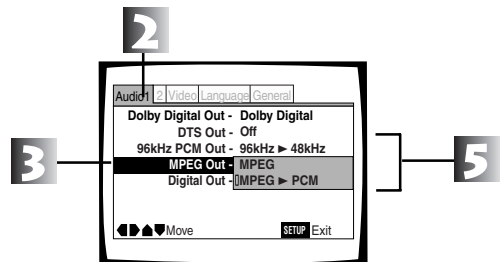 2
Audio1 2 Video Language General
Dolby Digital Out - Dolby Digital
DTS Out - Off
96kHz PCM Out - 96kHz ► 48kHz
3
MPEG Out - MPEG
5
Digital Out - MPEG ► PCM
Move SETUP Exit